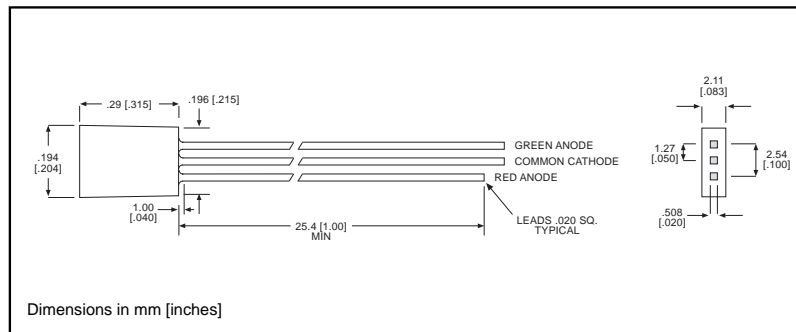 .29 [.315]
.196 [.215]
.194
[.204]
1.00
[.040]
25.4 [1.00]
MIN
GREEN ANODE
COMMON CATHODE
RED ANODE
LEADS .020 SQ.
TYPICAL
2.11
[.083]
1.27
[.050]
2.54
[.100]
.508
[.020]
Dimensions in mm [inches]